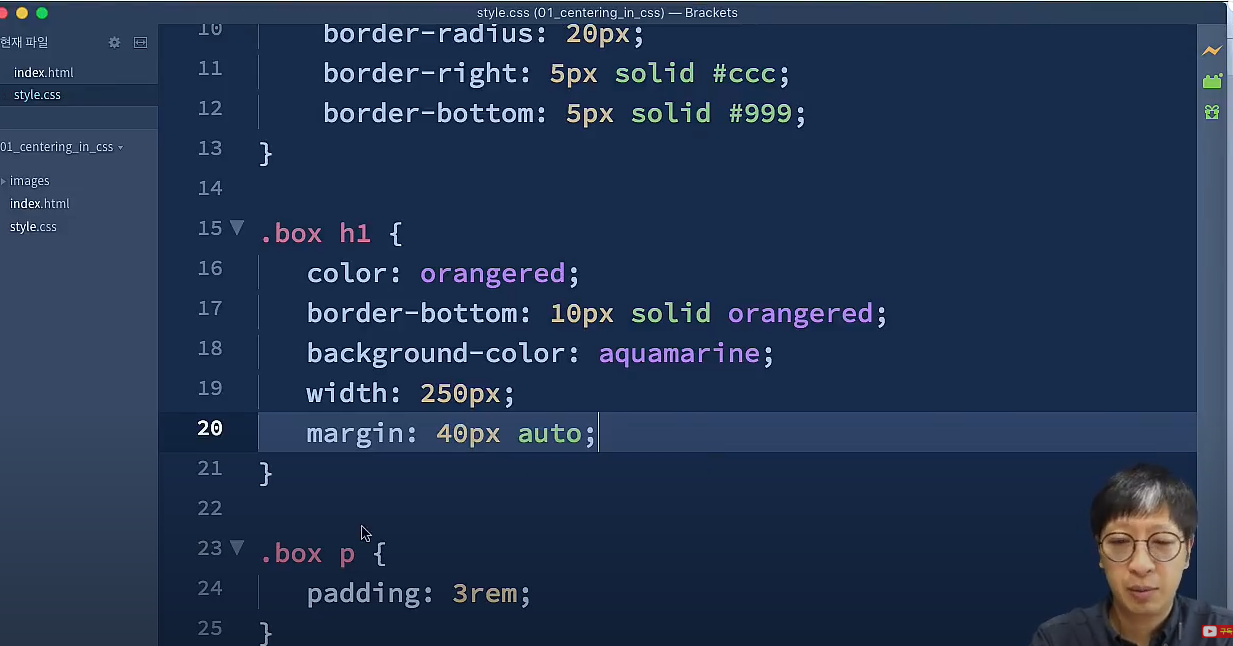 style.css (01_centering_in_css) — Brackets
현재 파일
index.html
style.css
01_centering_in_css
images
index.html
style.css
10 border-radius: 20px;
11 border-right: 5px solid #ccc;
12 border-bottom: 5px solid #999;
13 }
14
15 .box h1 {
16 color: orangered;
17 border-bottom: 10px solid orangered;
18 background-color: aquamarine;
19 width: 250px;
20 margin: 40px auto;
21 }
22
23 .box p {
24 padding: 3rem;
25 }
구독